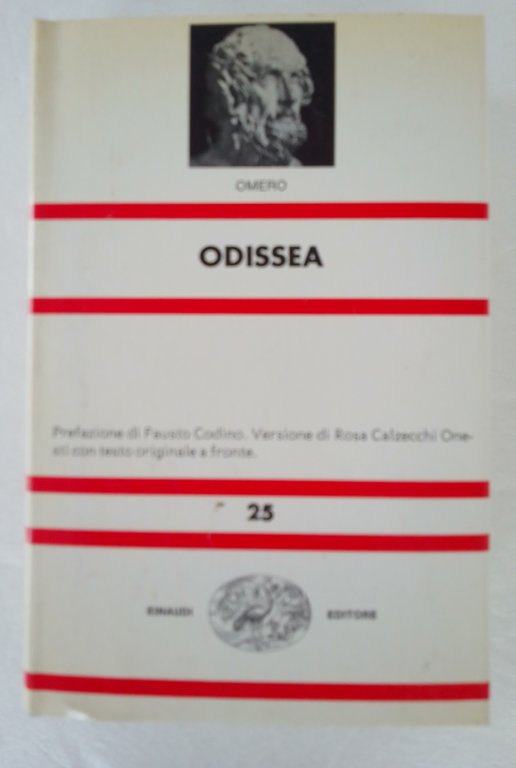 OMERO
ODISSEA
Prefazione di Fausto Codino. Versione di Rosa Calzecchi One-
sti con testo originale a fronte.
25
EINAUDI EDITORE